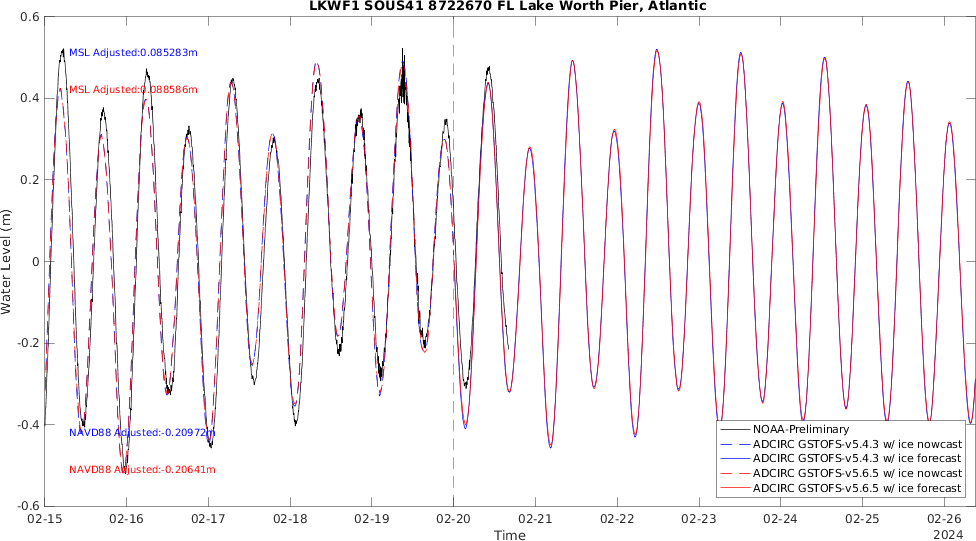 LKWF1 SOUS41 8722670 FL Lake Worth Pier, Atlantic
0.6
MSL Adjusted:0.085283m
MSL Adjusted:0.088586m
0.4
0.2
0
-0.2
-0.4
-0.6
Water Level (m)
NAVD88 Adjusted:-0.20972m
NAVD88 Adjusted:-0.20641m
NOAA-Preliminary
ADCIRC GSTOFS-v5.4.3 w/ ice nowcast
ADCIRC GSTOFS-v5.4.3 w/ ice forecast
ADCIRC GSTOFS-v5.6.5 w/ ice nowcast
ADCIRC GSTOFS-v5.6.5 w/ ice forecast
02-15 02-16 02-17 02-18 02-19 02-20 02-21 02-22 02-23 02-24 02-25 02-26
Time
2024